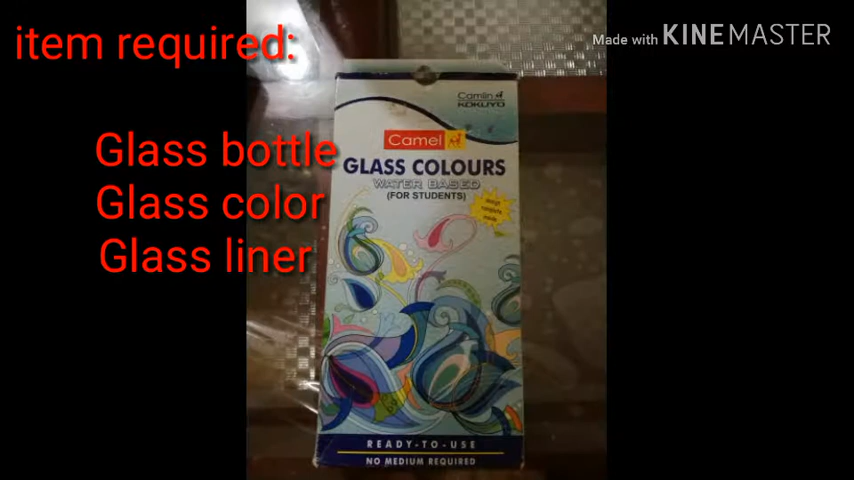 item required:
Glass bottle
Glass color
Glass liner
Made with KINEMASTER
Camlin
KOKUYO
Camel
GLASS COLOURS
WATER BASED
(FOR STUDENTS)
READY-TO-USE
NO MEDIUM REQUIRED